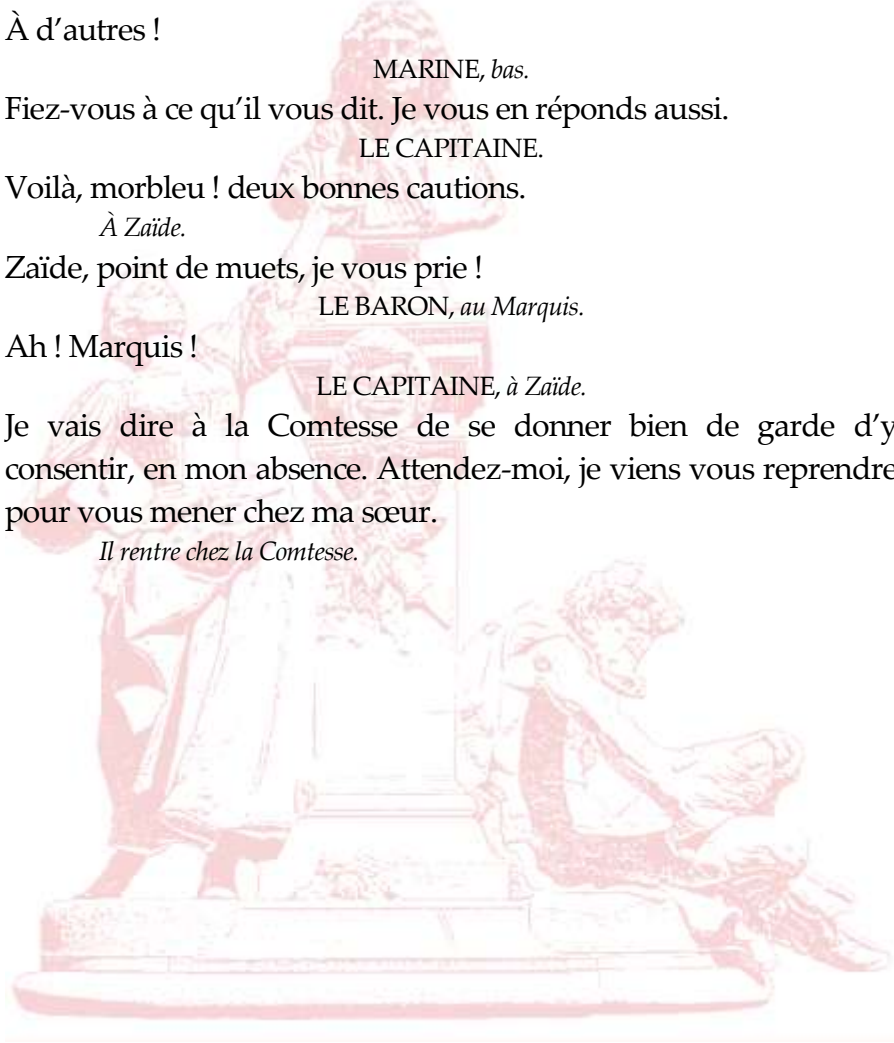 À d’autres !
MARINE, bas.
Fiez-vous à ce qu’il vous dit. Je vous en réponds aussi.
LE CAPITAINE.
Voilà, morbleu ! deux bonnes cautions.
À Zaïde.
Zaïde, point de muets, je vous prie !
LE BARON, au Marquis.
Ah ! Marquis !
LE CAPITAINE, à Zaïde.
Je vais dire à la Comtesse de se donner bien de garde d’y
consentir, en mon absence. Attendez-moi, je viens vous reprendre
pour vous mener chez ma sœur.
Il rentre chez la Comtesse.